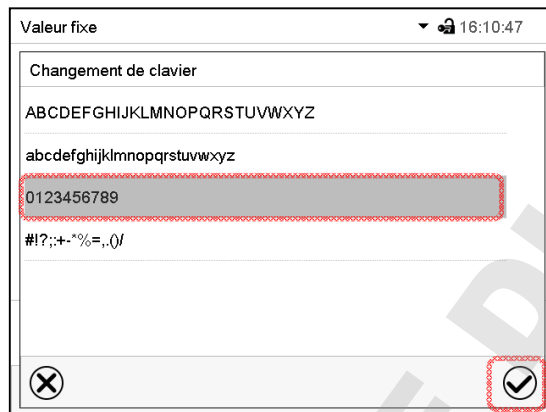 Valeur fixe 16:10:47
Changement de clavier
ABCDEFGHIJKLMNOPQRSTUVWXYZ
abcdefghijklmnopqrstuvwxyz
0123456789
#!?;:+-*%=,.()/